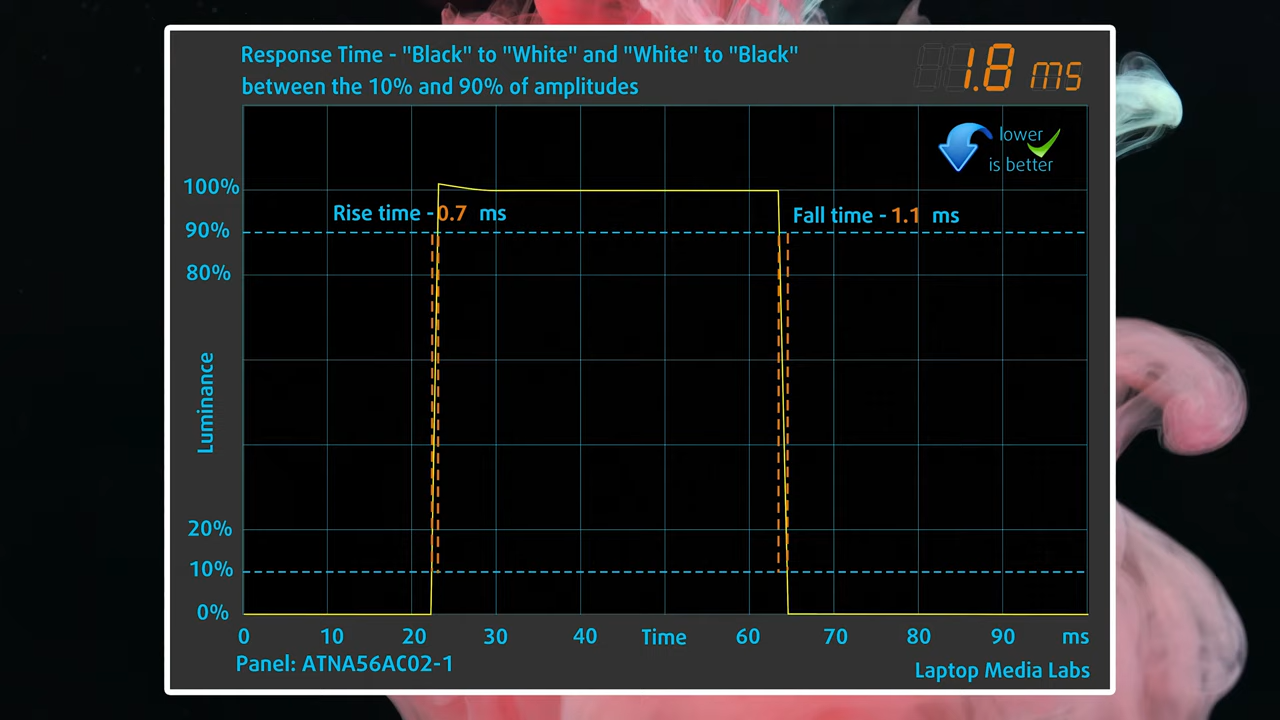 Response Time - "Black" to "White" and "White" to "Black"
between the 10% and 90% of amplitudes
1.8 ms
lower
is better
100%
Rise time - 0.7 ms
Fall time - 1.1 ms
90%
80%
Luminance
20%
10%
0%
0 10 20 30 40 Time 60 70 80 90 ms
Panel: ATNA56AC02-1
Laptop Media Labs